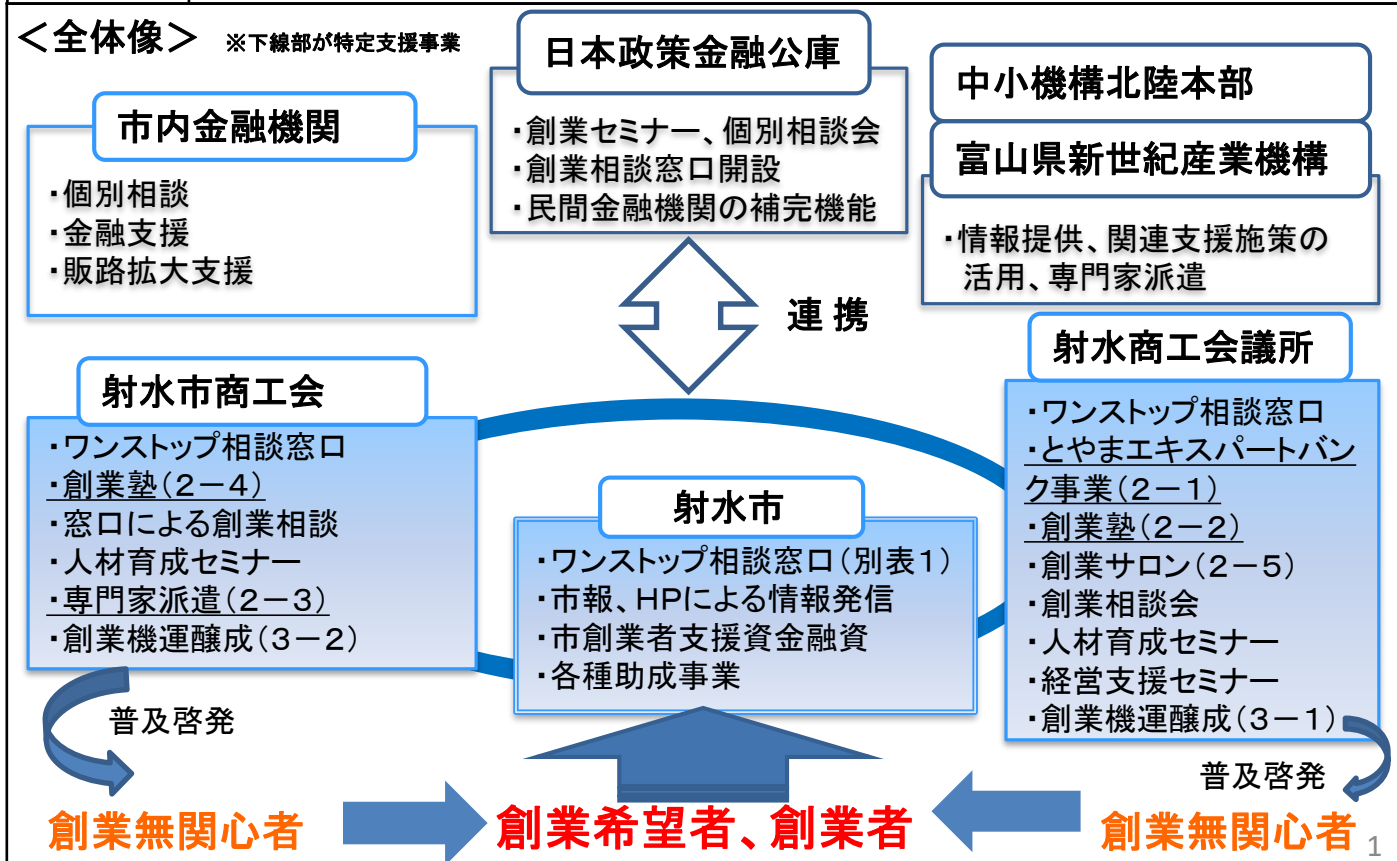 ＜全体像＞ ※下線部が特定支援事業
市内金融機関
・個別相談
・金融支援
・販路拡大支援
日本政策金融公庫
・創業セミナー、個別相談会
・創業相談窓口開設
・民間金融機関の補完機能
中小機構北陸本部
富山県新世紀産業機構
・情報提供、関連支援施策の
活用、専門家派遣
連 携
射水市商工会
・ワンストップ相談窓口
・創業塾(２－４)
・窓口による創業相談
・人材育成セミナー
・専門家派遣(２－３)
・創業機運醸成(３－２)
射水市
・ワンストップ相談窓口(別表１)
・市報、HPによる情報発信
・市創業者支援資金融資
・各種助成事業
射水商工会議所
・ワンストップ相談窓口
・とやまエキスパートバン
ク事業(２－１)
・創業塾(２－２)
・創業サロン(２－５)
・創業相談会
・人材育成セミナー
・経営支援セミナー
・創業機運醸成(３－１)
普及啓発
普及啓発
創業無関心者
創業希望者、創業者
創業無関心者
1